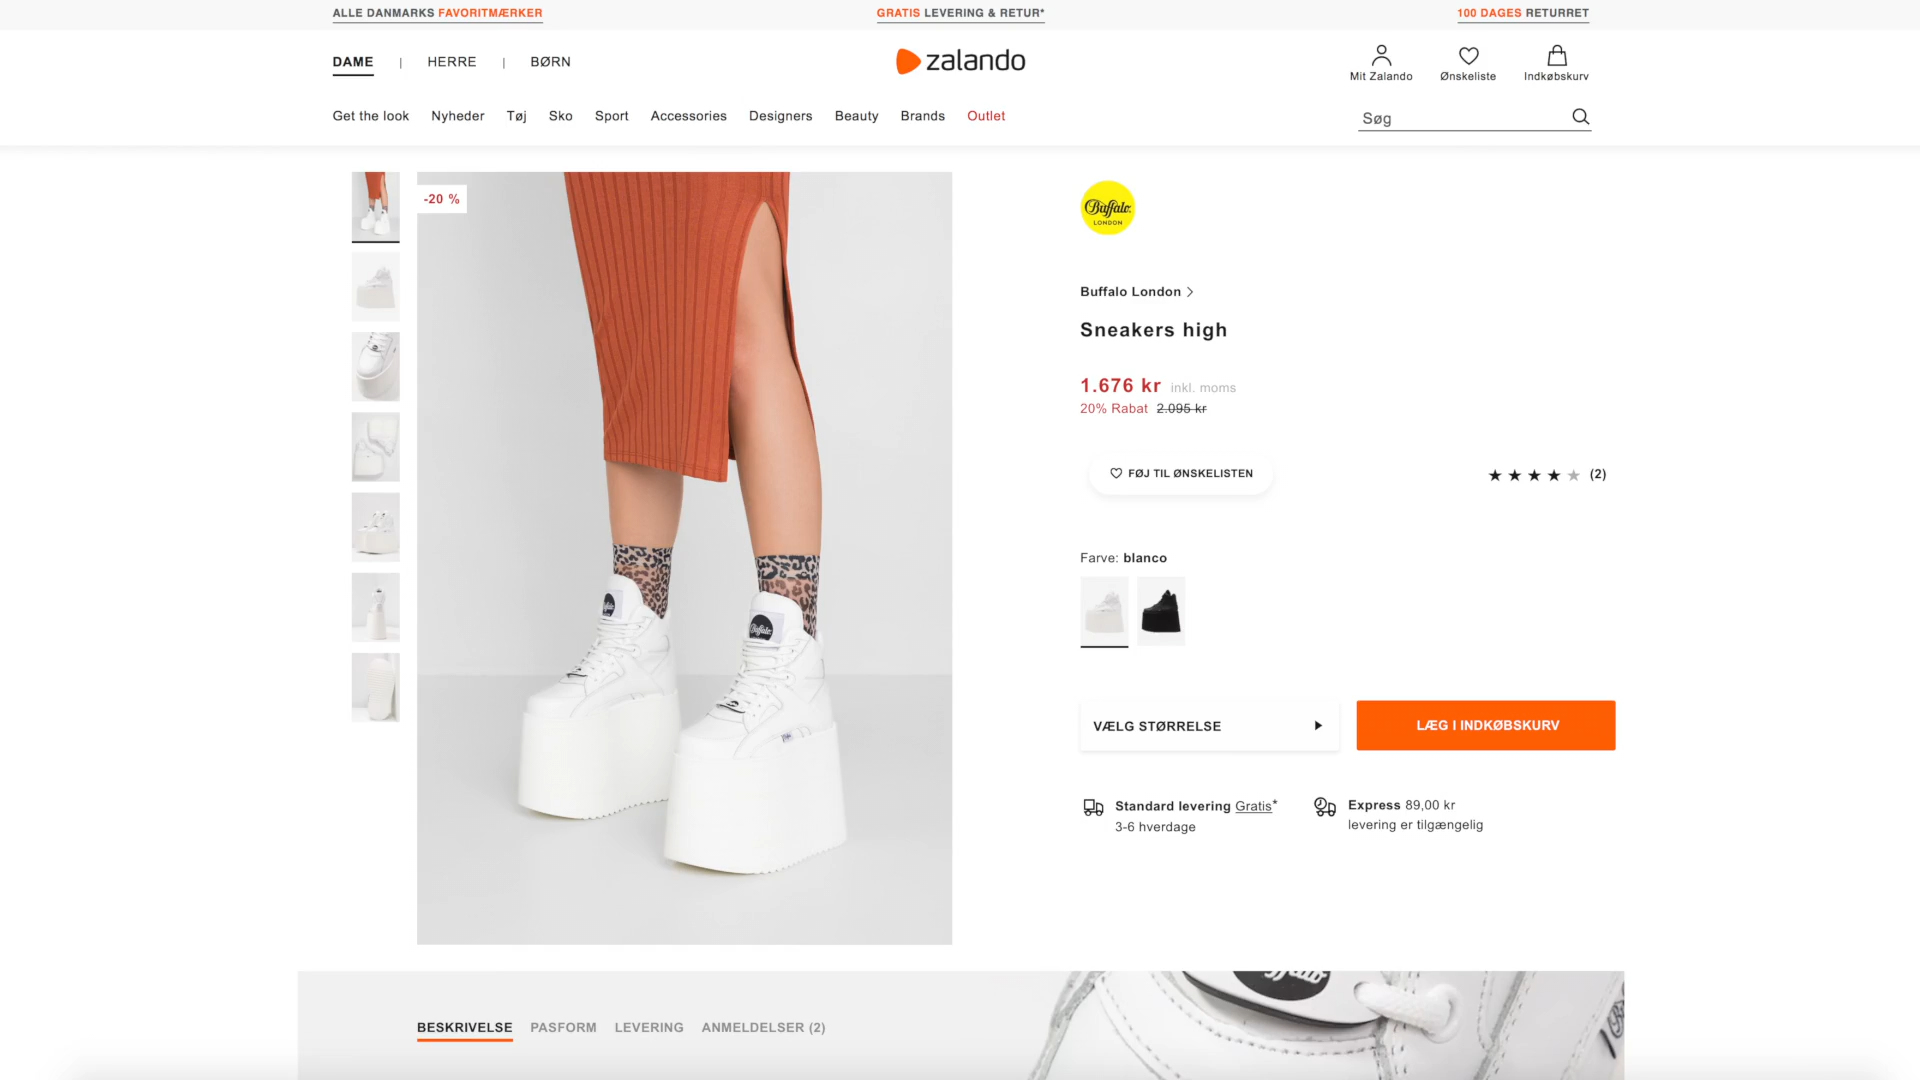 ALLE DANMARKS FAVORITMÆRKER
GRATIS LEVERING & RETUR*
100 DAGES RETURRET
DAME | HERRE | BØRN
zalando
Mit Zalando
Ønskeliste
Indkøbskurv
Get the look Nyheder Tøj Sko Sport Accessories Designers Beauty Brands Outlet
Søg
-20 %
Buffalo
LONDON
Buffalo London
Sneakers high
1.676 kr inkl. moms
20% Rabat 2.095 kr
FØJ TIL ØNSKELISTEN
(2)
Farve: blanco
Buffalo
Buffalo
VÆLG STØRRELSE
LÆG I INDKØBSKURV
Standard levering Gratis*
3-6 hverdage
Express 89,00 kr
levering er tilgængelig
BESKRIVELSE PASFORM LEVERING ANMELDELSER (2)
Buffalo